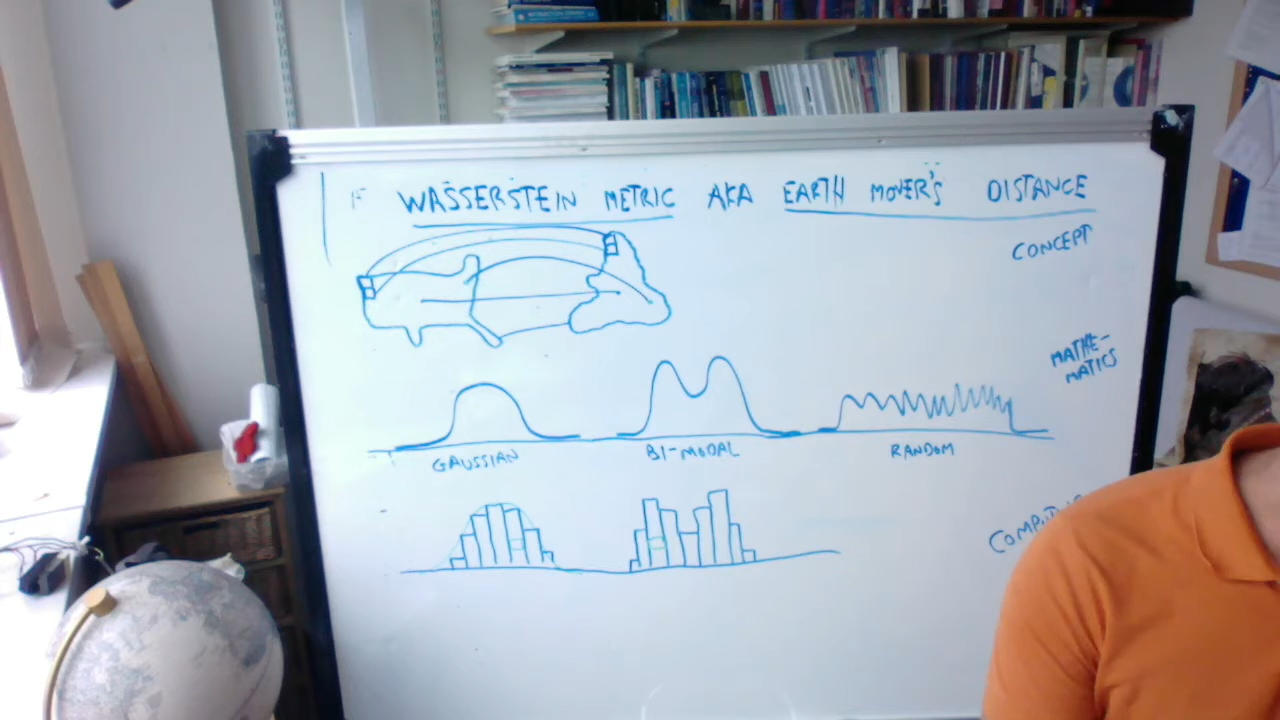 WASSERSTEIN METRIC AKA EARTH MOVER'S DISTANCE
CONCEPT
MATHE-
MATICS
GAUSSIAN BI-MODAL RANDOM